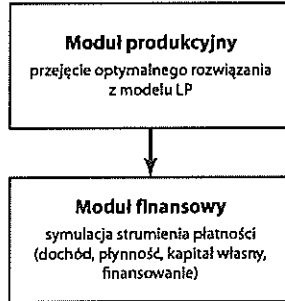 Moduł produkcyjny
przejęcie optymalnego rozwiązania
z modelu LP
Moduł finansowy
symulacja strumienia płatności
(dochód, płynność, kapitał własny,
finansowanie)